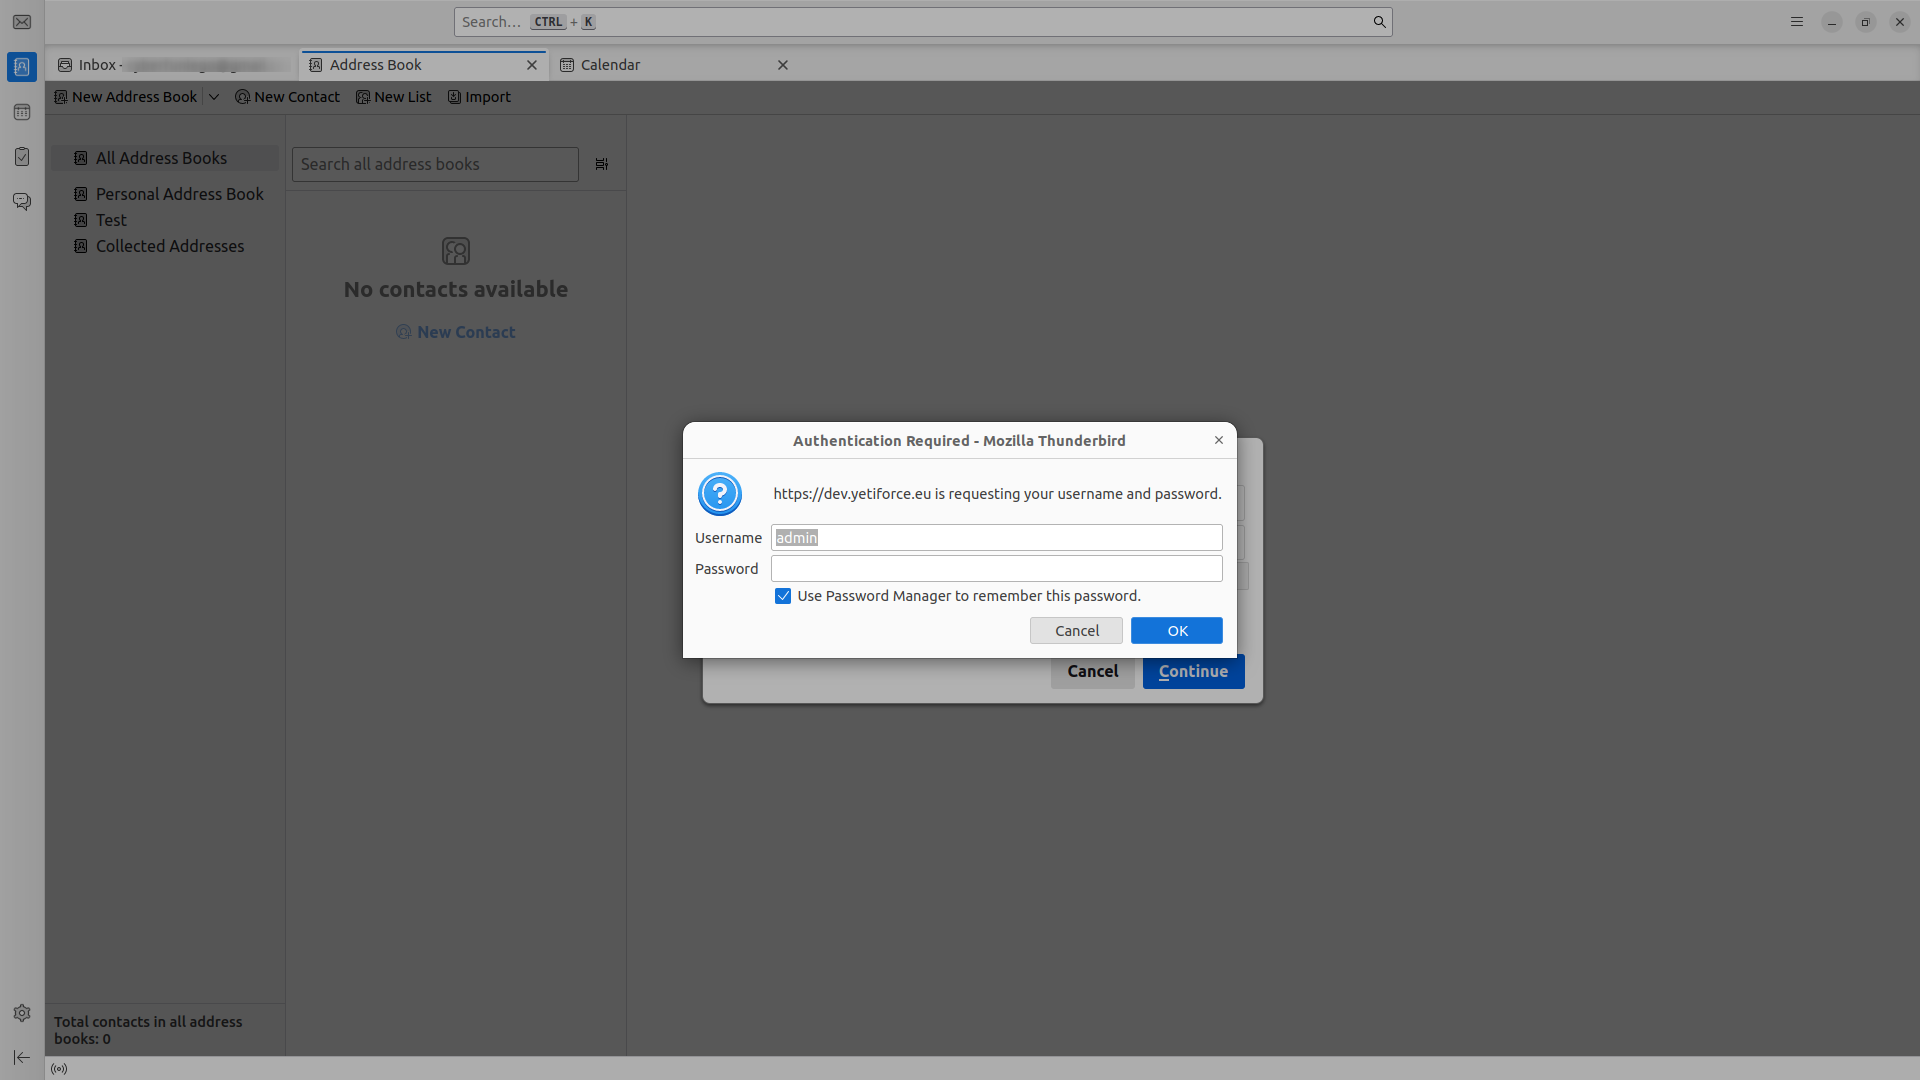 Search… CTRL + K
Inbox -
Address Book
Calendar
New Address Book
New Contact
New List
Import
All Address Books
Personal Address Book
Test
Collected Addresses
Search all address books
No contacts available
New Contact
Authentication Required - Mozilla Thunderbird
https://dev.yetiforce.eu is requesting your username and password.
Username admin
Password
Use Password Manager to remember this password.
Cancel OK
Cancel Continue
Total contacts in all address
books: 0